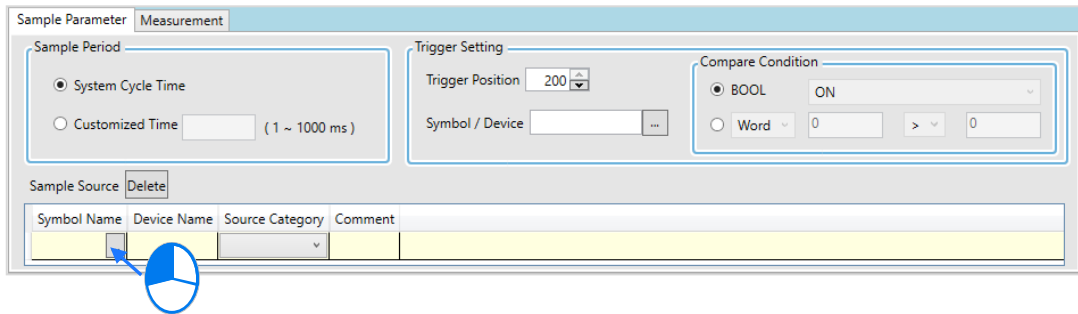 Sample Parameter Measurement
Sample Period
System Cycle Time
Customized Time ( 1 ~ 1000 ms )
Trigger Setting
Trigger Position 200
Symbol / Device ...
Compare Condition
BOOL ON
Word 0 > 0
Sample Source Delete
Symbol Name Device Name Source Category Comment